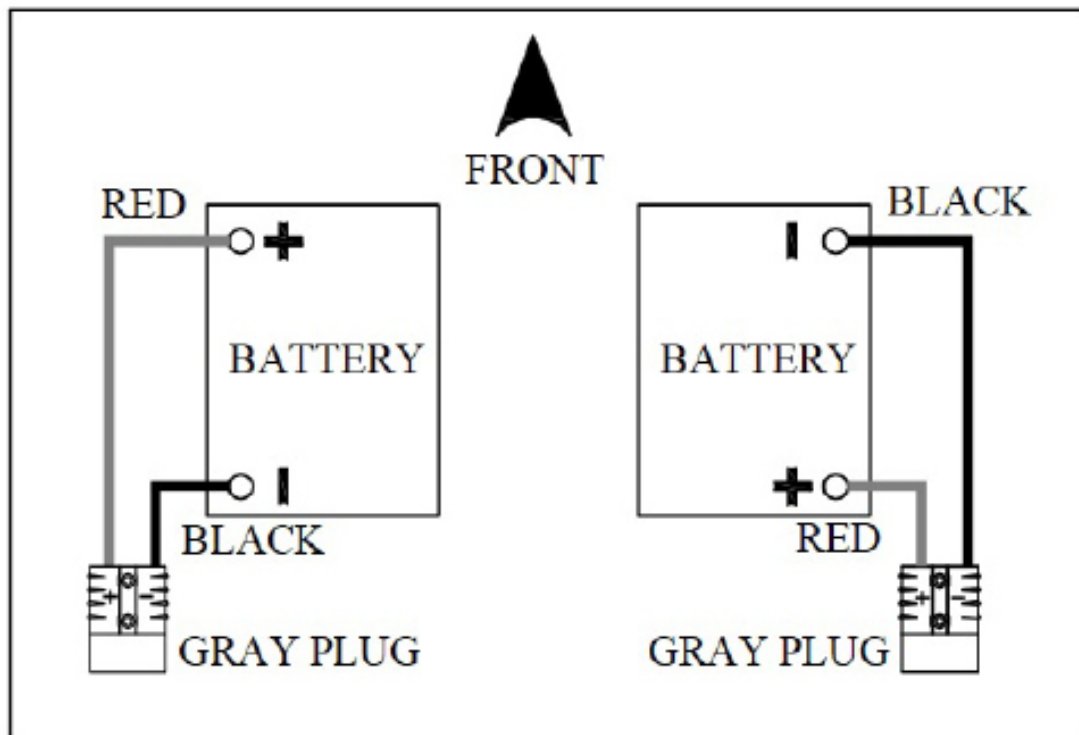 FRONT
RED
BLACK
+
-
BATTERY
BATTERY
-
+
BLACK
RED
+ -
+ -
GRAY PLUG
GRAY PLUG